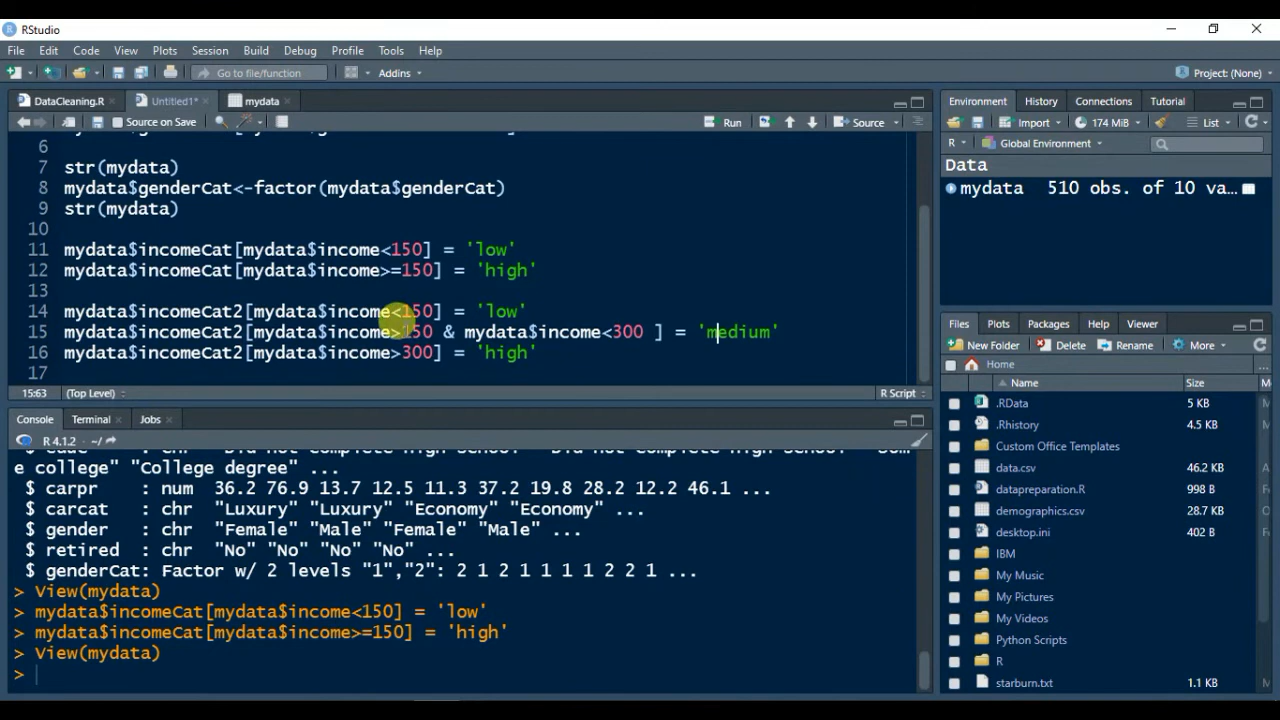 RStudio
File Edit Code View Plots Session Build Debug Profile Tools Help
Go to file/function Addins Project: (None)
DataCleaning.R Untitled1* mydata
Source on Save Run Source
6
7 str(mydata)
8 mydata$genderCat<-factor(mydata$genderCat)
9 str(mydata)
10
11 mydata$incomeCat[mydata$income<150] = 'low'
12 mydata$incomeCat[mydata$income>=150] = 'high'
13
14 mydata$incomeCat2[mydata$income<150] = 'low'
15 mydata$incomeCat2[mydata$income>150 & mydata$income<300 ] = 'medium'
16 mydata$incomeCat2[mydata$income>300] = 'high'
17
15:63 (Top Level) R Script
Console Terminal Jobs
R 4.1.2 · ~/
e college" "College degree" ...
$ carpr : num 36.2 76.9 13.7 12.5 11.3 37.2 19.8 28.2 12.2 46.1 ...
$ carcat : chr "Luxury" "Luxury" "Economy" "Economy" ...
$ gender : chr "Female" "Male" "Female" "Male" ...
$ retired : chr "No" "No" "No" "No" ...
$ genderCat: Factor w/ 2 levels "1","2": 2 1 2 1 1 1 1 2 2 1 ...
> View(mydata)
> mydata$incomeCat[mydata$income<150] = 'low'
> mydata$incomeCat[mydata$income>=150] = 'high'
> View(mydata)
>
Environment History Connections Tutorial
Import 174 MiB List
R Global Environment
Data
mydata 510 obs. of 10 va…
Files Plots Packages Help Viewer
New Folder Delete Rename More
Home
Name Size M
.RData 5 KB
.Rhistory 4.5 KB
Custom Office Templates
data.csv 46.2 KB
datapreparation.R 998 B
demographics.csv 28.7 KB
desktop.ini 402 B
IBM
My Music
My Pictures
My Videos
Python Scripts
R
starburn.txt 1.1 KB